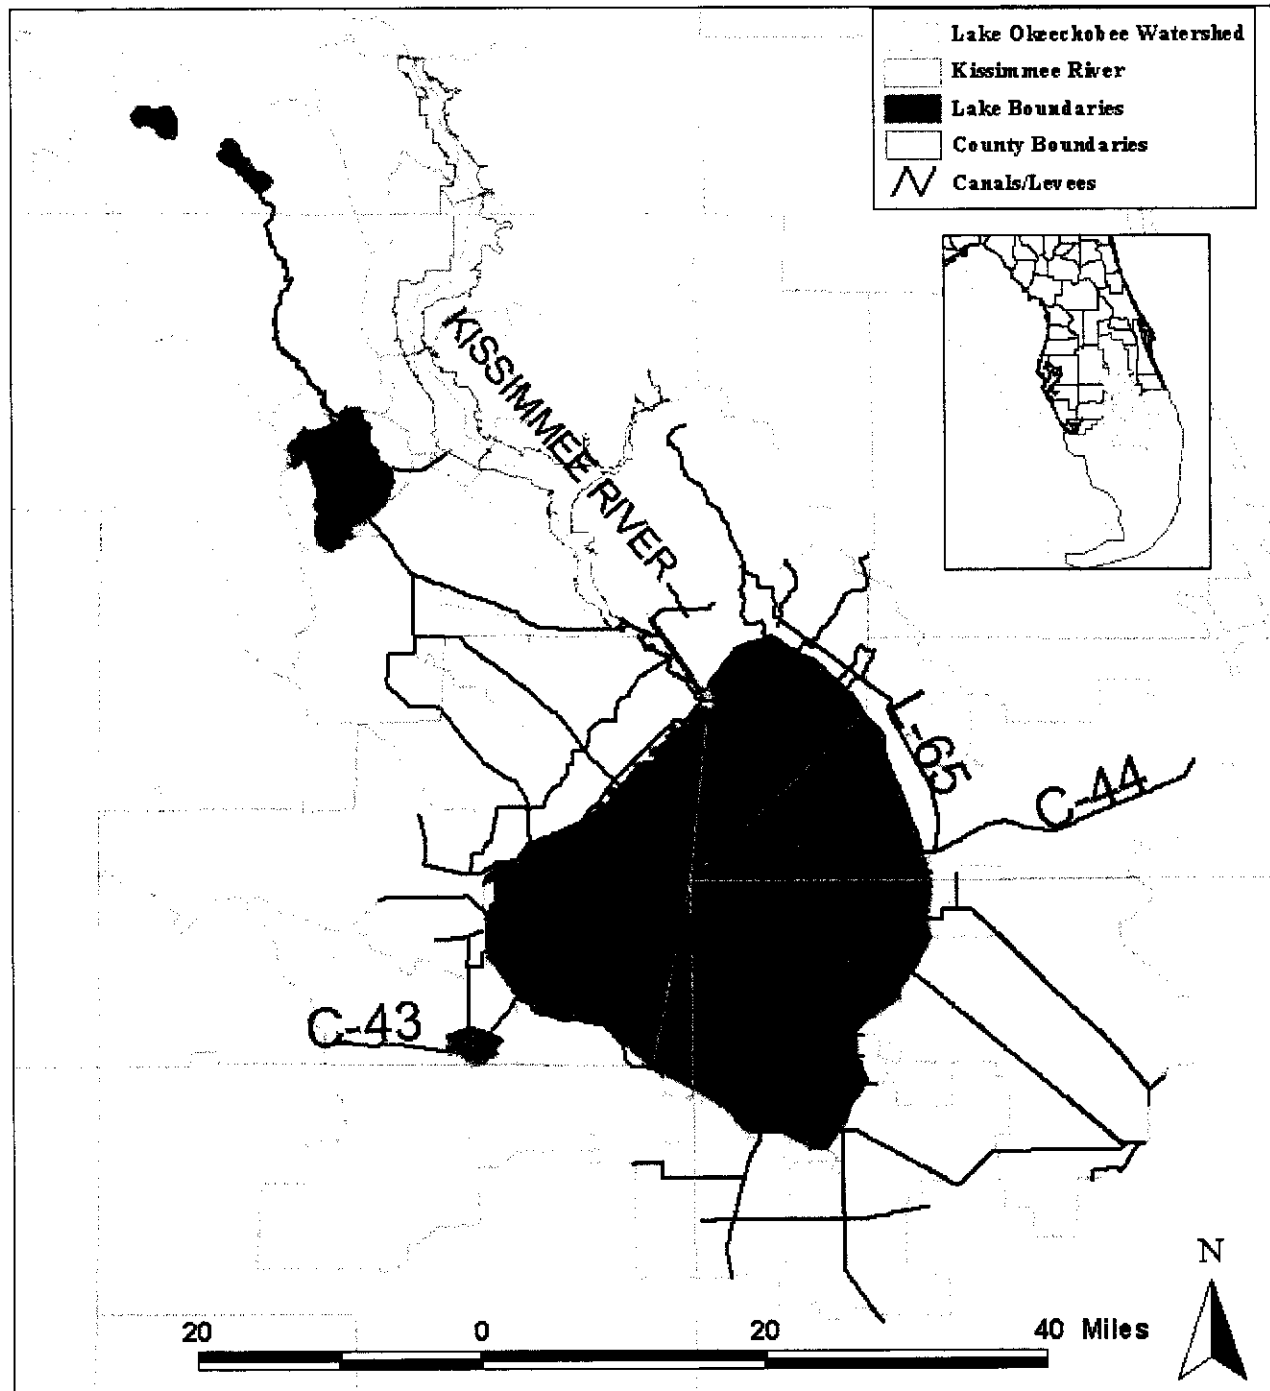 Lake Okeechobee Watershed
Kissimmee River
Lake Boundaries
County Boundaries
Canals/Levees
KISSIMMEE RIVER
L-65
C-44
C-43
N
20 0 20 40 Miles